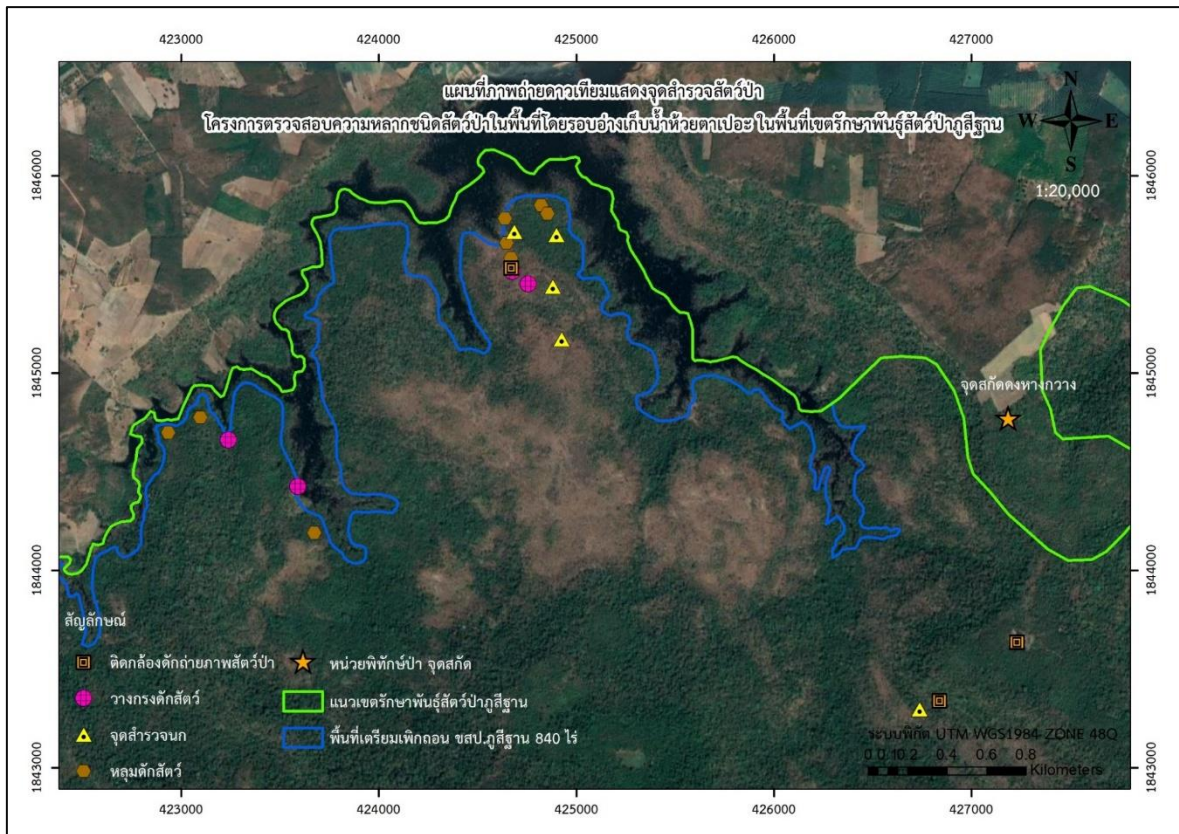 423000 424000 425000 426000 427000
แผนที่ภาพถ่ายดาวเทียมแสดงจุดสำรวจสัตว์ป่า
โครงการตรวจสอบความหลากชนิดสัตว์ป่าในพื้นที่โดยรอบอ่างเก็บน้ำห้วยตาเปอะ ในพื้นที่เขตรักษาพันธุ์สัตว์ป่าภูสีฐาน
N
W E
S
1:20,000
1846000 1846000
1845000 1845000
จุดสกัดดงหางกวาง
1844000 1844000
สัญลักษณ์
ติดกล้องดักถ่ายภาพสัตว์ป่า
วางกรงดักสัตว์
จุดสำรวจนก
หลุมดักสัตว์
หน่วยพิทักษ์ป่า จุดสกัด
แนวเขตรักษาพันธุ์สัตว์ป่าภูสีฐาน
พื้นที่เตรียมเพิกถอน ขสป.ภูสีฐาน 840 ไร่
ระบบพิกัด UTM WGS1984 ZONE 48Q
0 0.10.2 0.4 0.6 0.8
Kilometers
1843000 1843000
423000 424000 425000 426000 427000